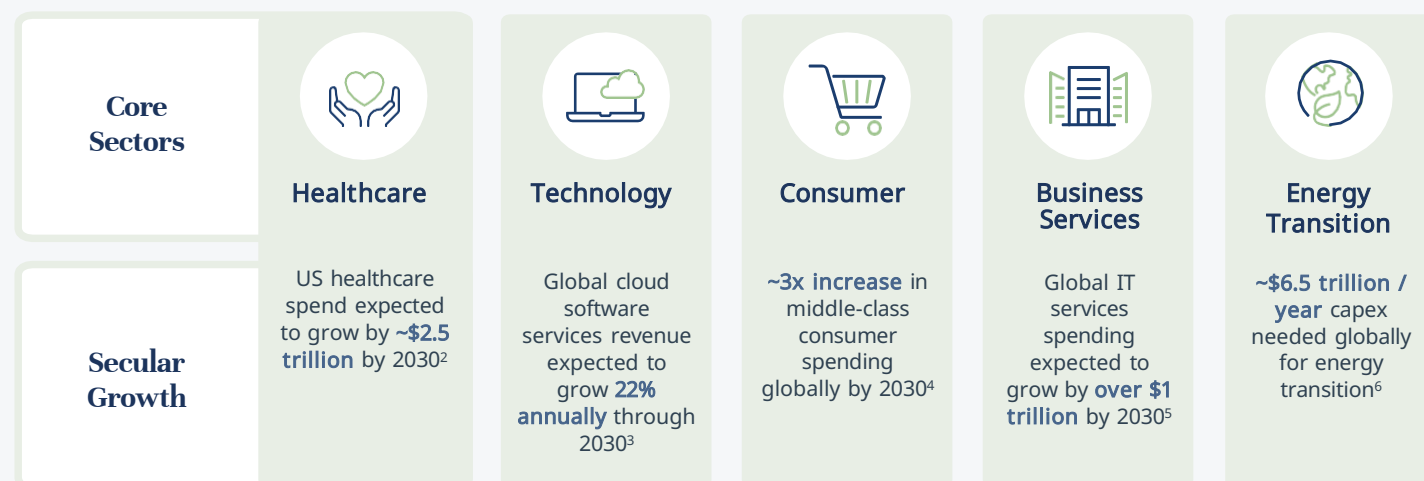 Core
Sectors
Healthcare
Technology
Consumer
Business
Services
Energy
Transition
Secular
Growth
US healthcare
spend expected
to grow by ~$2.5
trillion by 2030²
Global cloud
software
services revenue
expected to
grow 22%
annually through
2030³
~3x increase in
middle-class
consumer
spending
globally by 2030⁴
Global IT
services
spending
expected to
grow by over $1
trillion by 2030⁵
~$6.5 trillion /
year capex
needed globally
for energy
transition⁶